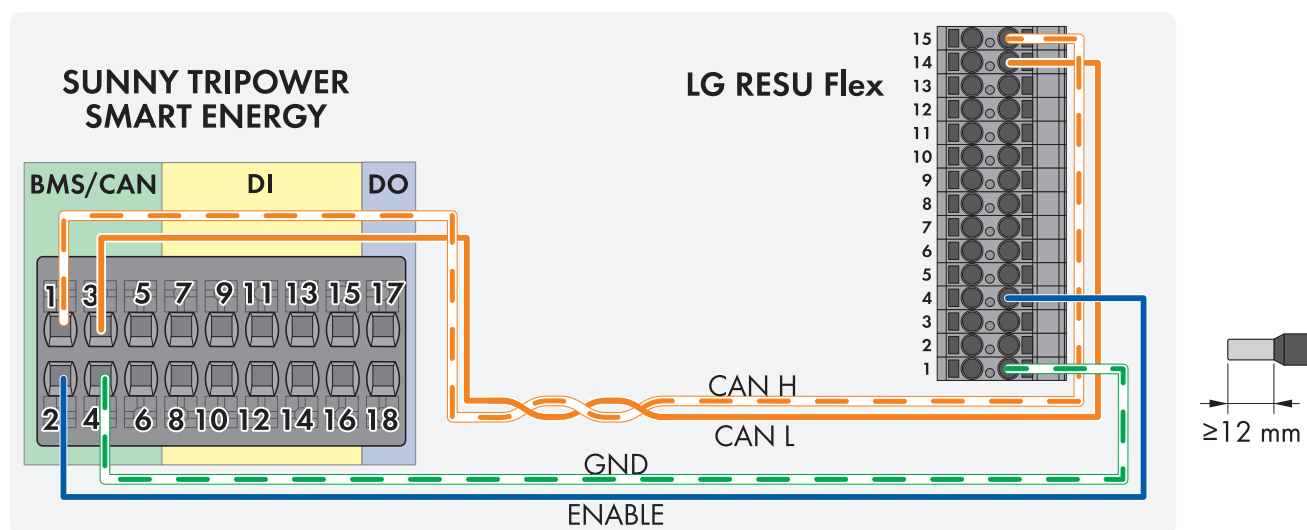 SUNNY TRIPOWER
SMART ENERGY
LG RESU Flex
BMS/CAN DI DO
1 3 5 7 9 11 13 15 17
2 4 6 8 10 12 14 16 18
15
14
13
12
11
10
9
8
7
6
5
4
3
2
1
CAN H
CAN L
GND
ENABLE
≥12 mm